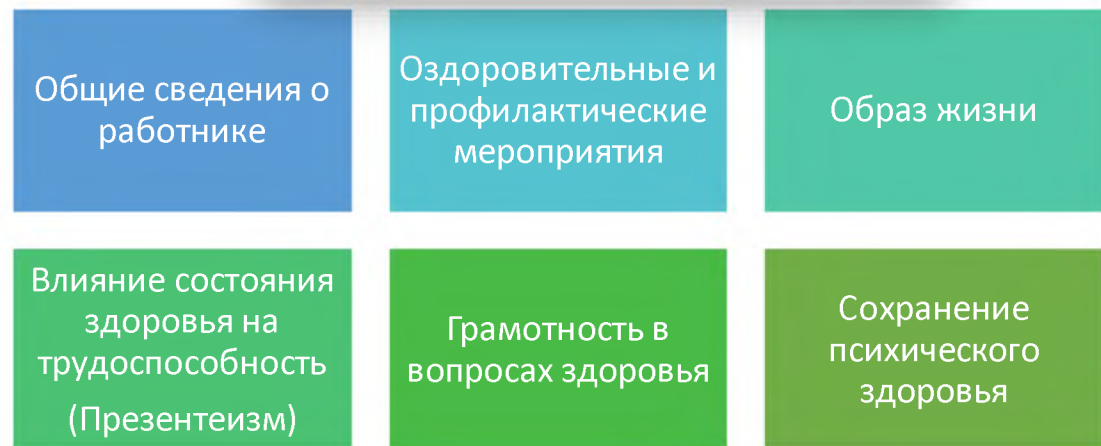 Общие сведения о
работнике
Оздоровительные и
профилактические
мероприятия
Образ жизни
Влияние состояния
здоровья на
трудоспособность
(Презентеизм)
Грамотность в
вопросах здоровья
Сохранение
психического
здоровья